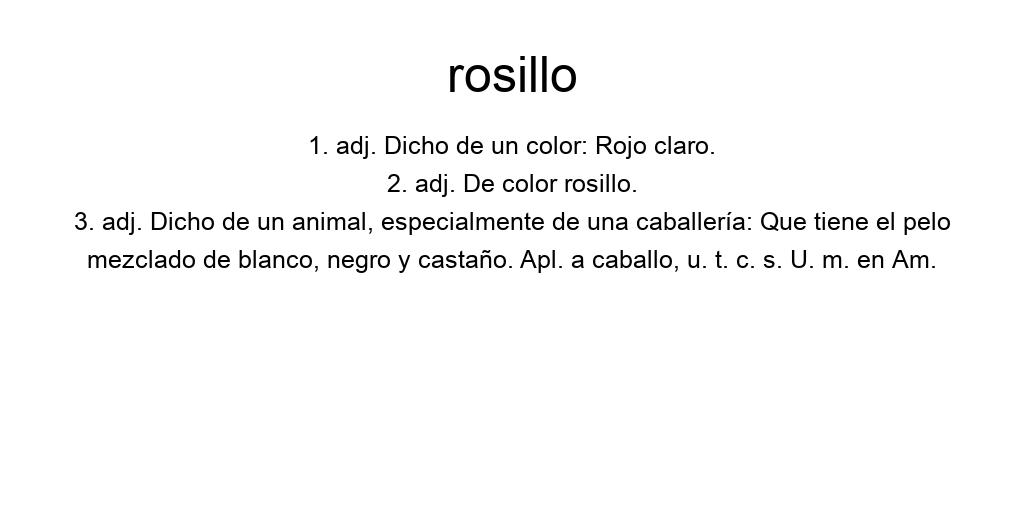 rosillo
1. adj. Dicho de un color: Rojo claro.
2. adj. De color rosillo.
3. adj. Dicho de un animal, especialmente de una caballería: Que tiene el pelo
mezclado de blanco, negro y castaño. Apl. a caballo, u. t. c. s. U. m. en Am.